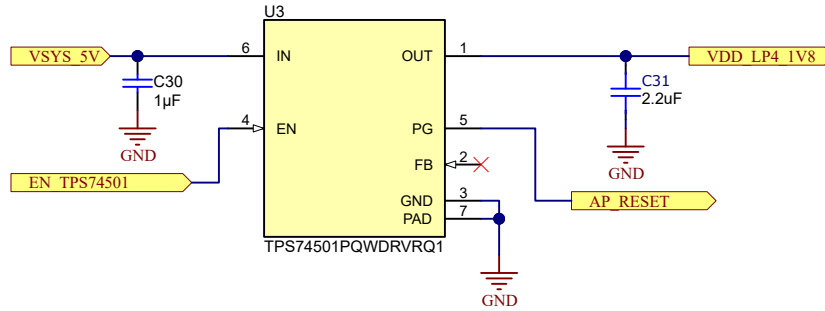 U3
VSYS_5V
6
IN
OUT
1
VDD_LP4_1V8
C30
1µF
C31
2.2uF
GND
4
EN
PG
5
GND
FB
2
EN_TPS74501
GND
3
AP_RESET
PAD
7
TPS74501PQWDRVRQ1
GND